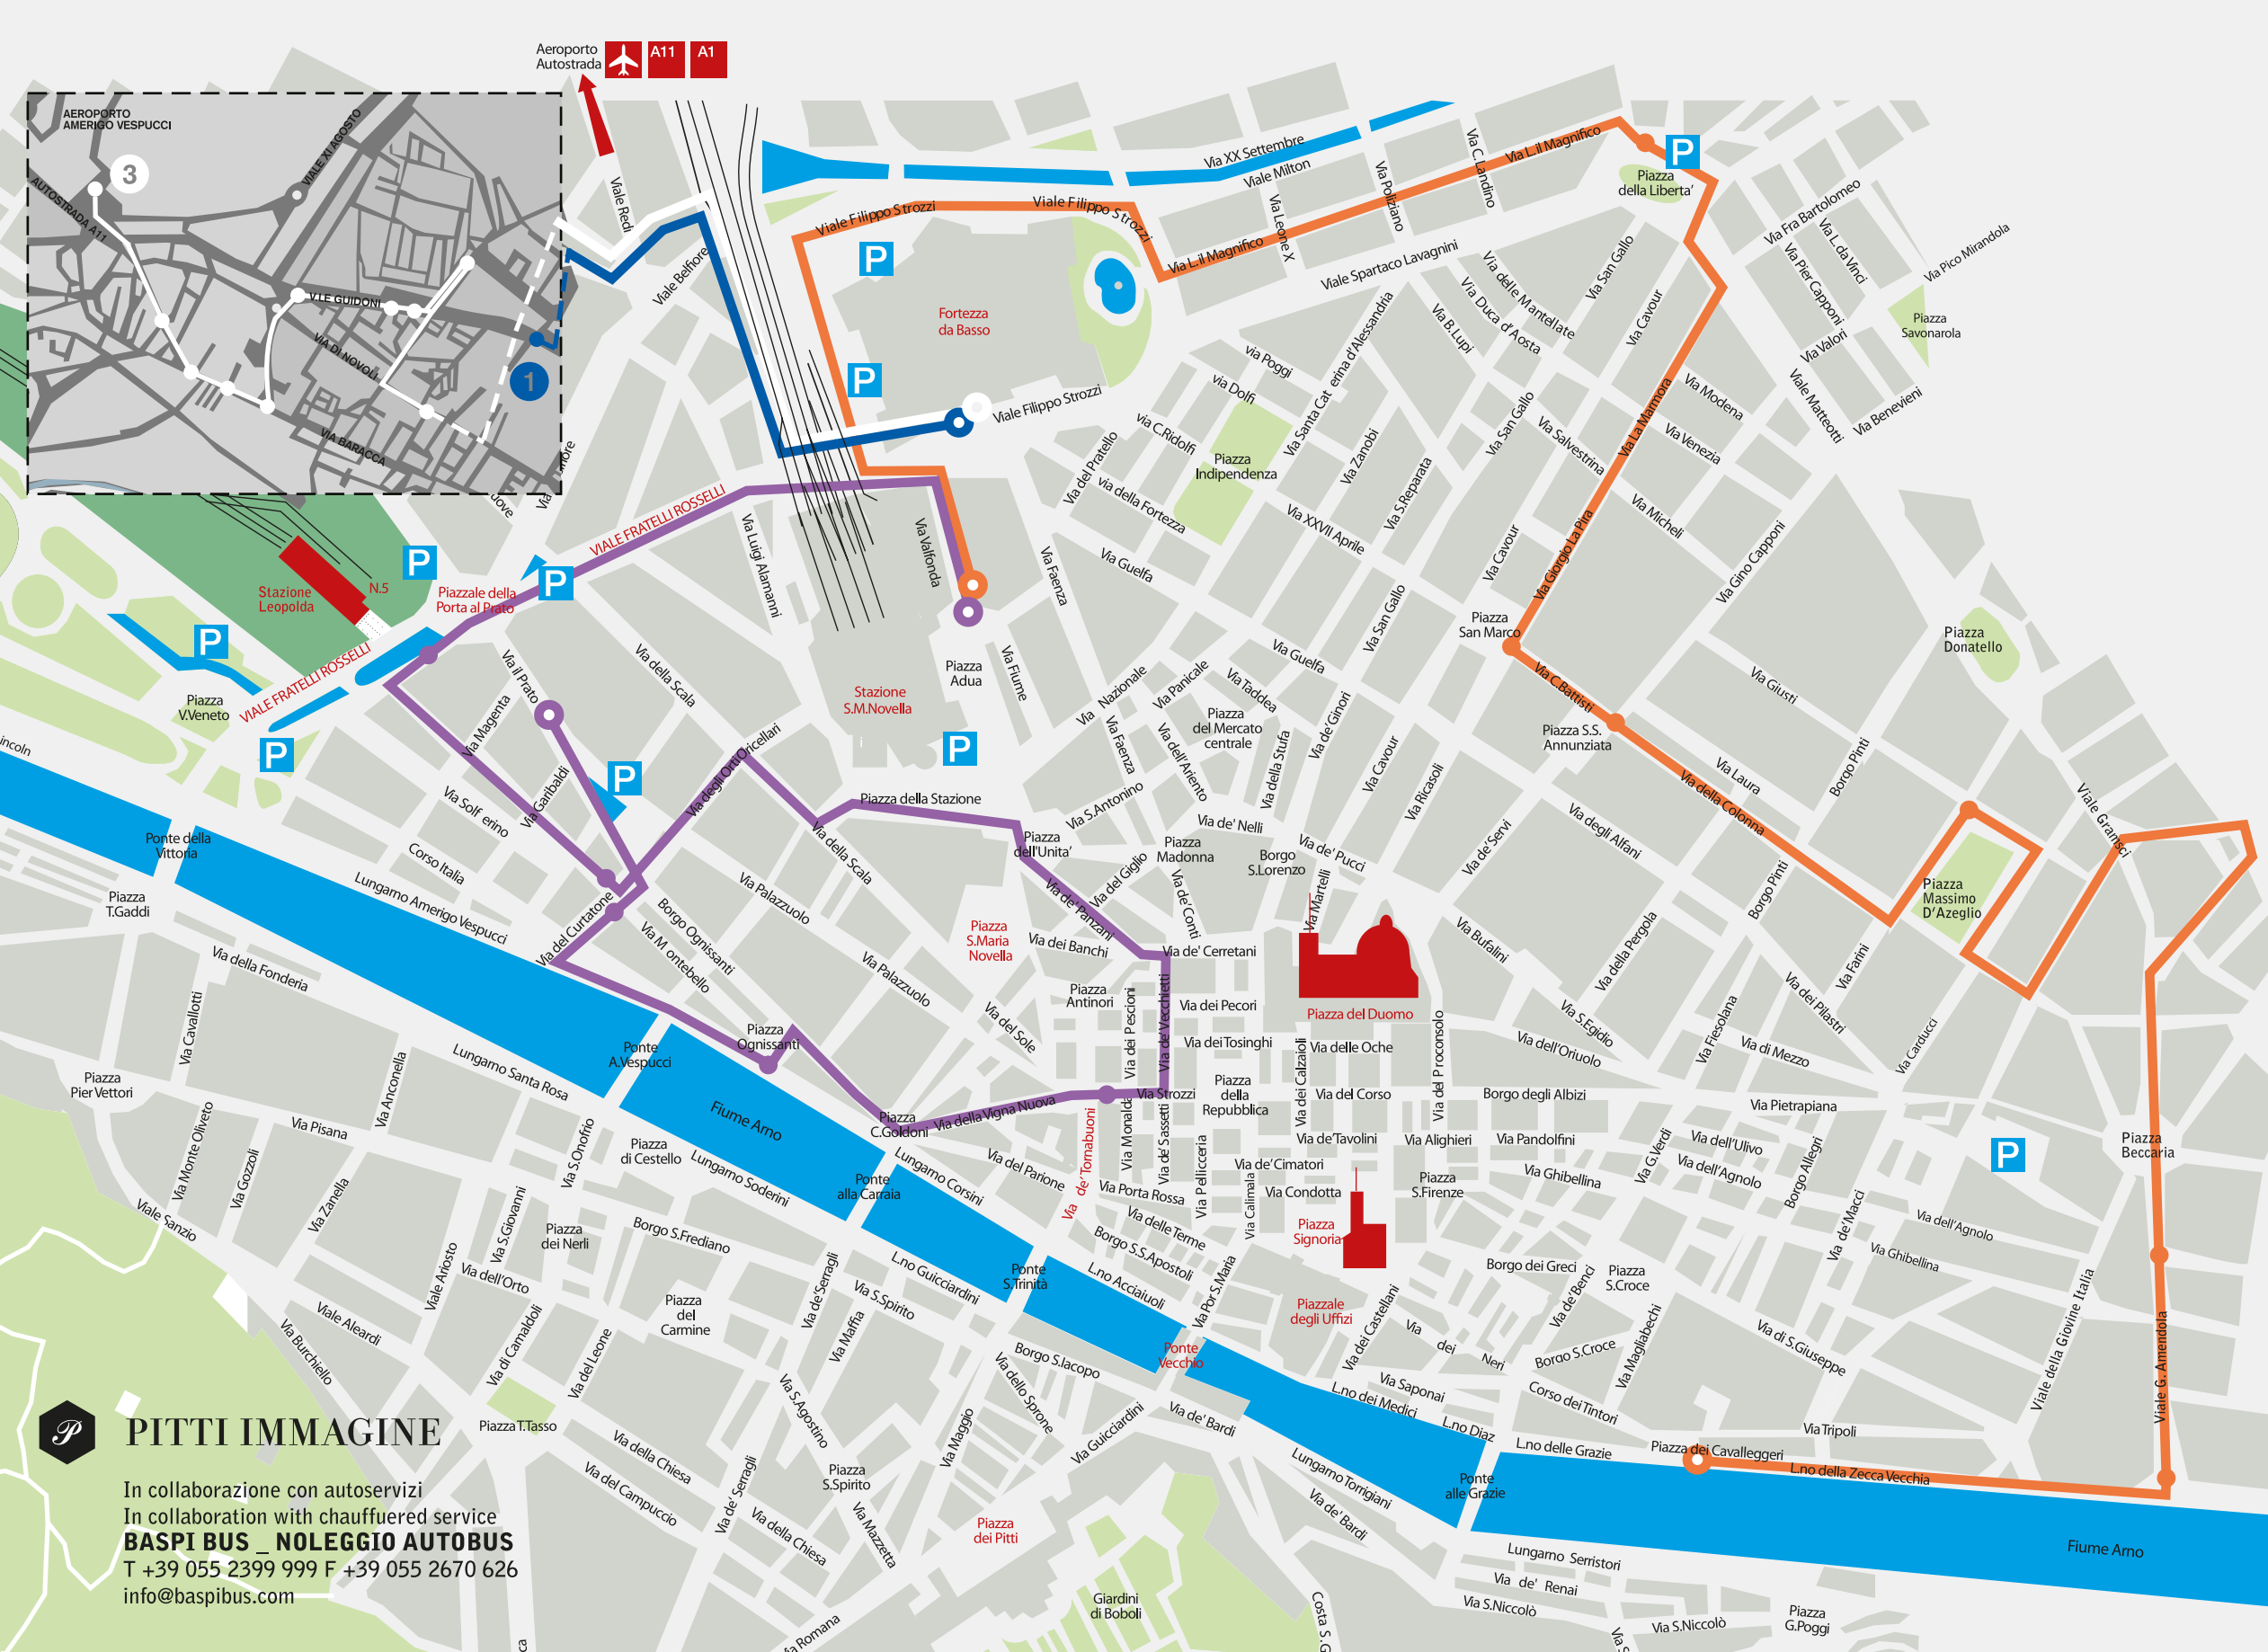 Aeroporto
Autostrada
A11
A1
AEROPORTO
AMERIGO VESPUCCI
3
AUTOSTRADA A11
VIALE XI AGOSTO
V.LE GUIDONI
VIA DI NOVOLI
VIA BARACCA
1
Viale Redi
Viale Belfiore
Via XX Settembre
Viale Milton
Via Leone X
Via Poliziano
Via C.Landino
Via L.il Magnifico
Via L.il Magnifico
Viale Filippo Strozzi
Viale Filippo Strozzi
Viale Filippo Strozzi
P
Piazza
della Liberta'
Via Fra Bartolomeo
Via L.da Vinci
Via Pier Capponi
Via Pico Mirandola
Piazza
Savonarola
Via Valori
Viale Matteotti
Via Benevieni
P
Fortezza
da Basso
P
Viale Spartaco Lavagnini
Via delle Mantellate
Via Duca d'Aosta
Via B.Lupi
Via San Gallo
Via Cavour
via Poggi
via Dolfi
via C.Ridolfi
Via Santa Cat erina d'Alessandria
Piazza
Indipendenza
Via Zanobi
Via S.Reparata
Via San Gallo
Via Salvestrina
Via La Marmora
Via Modena
Via Venezia
Via Micheli
Via Gino Capponi
Via Giorgio La Pira
Via del Pratello
via della Fortezza
Via XXVII Aprile
Via Cavour
Via Guelfa
Via Faenza
Via Valfonda
Via Luigi Alamanni
VIALE FRATELLI ROSSELLI
P
P
Piazzale della
Porta al Prato
Stazione
Leopolda
N.5
P
VIALE FRATELLI ROSSELLI
Piazza
V.Veneto
P
Via il Prato
Via Magenta
Via Garibaldi
Via Solf erino
Corso Italia
Via della Scala
P
Via degli OrtiOricellari
Stazione
S.M.Novella
Piazza
Adua
Via Fiume
P
Piazza della Stazione
Via della Scala
Piazza
dell'Unita'
Via Nazionale
Via Panicale
Via Faenza
Via dell'Ariento
Via S.Antonino
Via Taddea
Piazza
del Mercato
centrale
Via Guelfa
Via San Gallo
Via de'Ginori
Via della Stufa
Via Cavour
Via Ricasoli
Piazza
San Marco
Via C.Battisti
Piazza S.S.
Annunziata
Via della Colonna
Via Laura
Via Giusti
Borgo Pinti
Piazza
Donatello
Viale Gramsci
Piazza
Massimo
D'Azeglio
Via degli Alfani
Via de'Servi
Borgo Pinti
Via della Pergola
Via Bufalini
Via Farini
Via dei Pilastri
Via Carducci
Via Fiesolana
Via di Mezzo
Via S.Egidio
Via dell'Oriuolo
Via de' Nelli
Via de' Pucci
Piazza
Madonna
Borgo
S.Lorenzo
Via Martelli
Via del Giglio
Via de' Panzani
Via de'Conti
Via de' Cerretani
Via dei Banchi
Piazza
S.Maria
Novella
Piazza
Antinori
Via dei Pescioni
Via de'Vecchietti
Via dei Pecori
Via dei Tosinghi
Piazza del Duomo
Via dei Calzaioli
Via delle Oche
Via del Corso
Via del Proconsolo
Borgo degli Albizi
Via Pietrapiana
Via Strozzi
Piazza
della
Repubblica
Via de'Tavolini
Via Alighieri
Via Pandolfini
Via dell'Ulivo
Via dell'Agnolo
Via G.Verdi
Borgo Allegri
Via Ghibellina
P
Piazza
Beccaria
Via dell'Agnolo
Via Ghibellina
Via de'Macci
Via de'Cimatori
Via Condotta
Piazza
S.Firenze
Piazza
Signoria
Via Monalda
Via de' Sassetti
Via Pellicceria
Via Calimala
Via Porta Rossa
Via delle Terme
Borgo S.S.Apostoli
Via Por S.Maria
Via de' Tornabuoni
Via del Parione
Via della Vigna Nuova
Piazza
C.Goldoni
Piazza
Ognissanti
Via del Sole
Via Palazzuolo
Via Palazzuolo
Borgo Ognissanti
Via M ontebello
Via del Curtatone
Lungarno Amerigo Vespucci
Ponte della
Vittoria
Piazza
T.Gaddi
Via della Fonderia
Via Cavallotti
Piazza
Pier Vettori
Via Pisana
Via Anconella
Lungarno Santa Rosa
Ponte
A.Vespucci
Fiume Arno
Via Monte Oliveto
Via Gozzoli
Via Zanella
Viale Sanzio
Via S.Onofrio
Piazza
di Cestello
Lungarno Soderini
Ponte
alla Carraia
Lungarno Corsini
Via S.Giovanni
Piazza
dei Nerli
Borgo S.Frediano
Viale Ariosto
Via dell'Orto
Viale Aleardi
Via Burchiello
Via di Camaldoli
Via del Leone
Piazza
del
Carmine
Via de'Serragli
L.no Guicciardini
Via S.Spirito
Via Maffia
Ponte
S.Trinità
L.no Acciaiuoli
Ponte
Vecchio
Piazzale
degli Uffizi
Via dei Castellani
Via dei Neri
Borgo dei Greci
Piazza
S.Croce
Via de'Benci
Borgo S.Croce
Via Magliabechi
Via di S.Giuseppe
Viale della Giovine Italia
Viale G. Amendola
Via Saponai
L.no dei Medici
L.no Diaz
Corso dei Tintori
L.no delle Grazie
Piazza dei Cavalleggeri
Via Tripoli
L.no della Zecca Vecchia
Ponte
alle Grazie
Fiume Arno
Borgo S.Iacopo
Via dello Sprone
Via Guicciardini
Via de' Bardi
Lungarno Torrigiani
Via de' Bardi
Via Maggio
Via S.Agostino
Piazza
S.Spirito
Piazza T.Tasso
Via della Chiesa
Via del Campuccio
Via de' Serragli
Via della Chiesa
Via Mazzetta
Piazza
dei Pitti
Giardini
di Boboli
Via Romana
Costa S.G
Lungarno Serristori
Via de' Renai
Via S.Niccolò
Via S.Niccolò
Piazza
G.Poggi
PITTI IMMAGINE
In collaborazione con autoservizi
In collaboration with chauffuered service
BASPI BUS _ NOLEGGIO AUTOBUS
T +39 055 2399 999 F +39 055 2670 626
info@baspibus.com